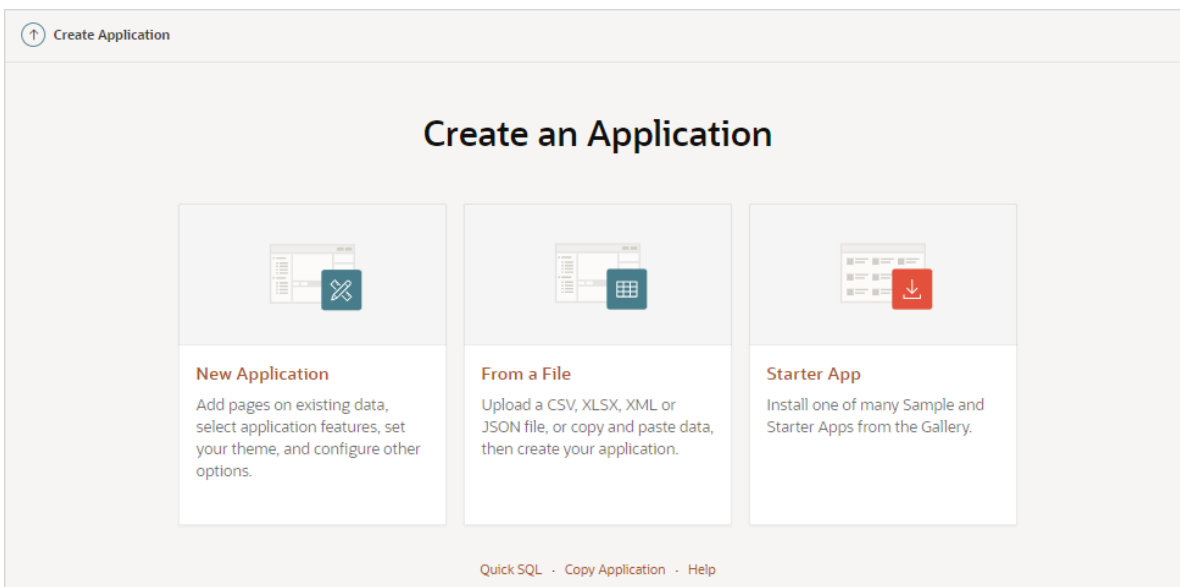 Create Application
Create an Application
New Application
Add pages on existing data,
select application features, set
your theme, and configure other
options.
From a File
Upload a CSV, XLSX, XML or
JSON file, or copy and paste data,
then create your application.
Starter App
Install one of many Sample and
Starter Apps from the Gallery.
Quick SQL · Copy Application · Help